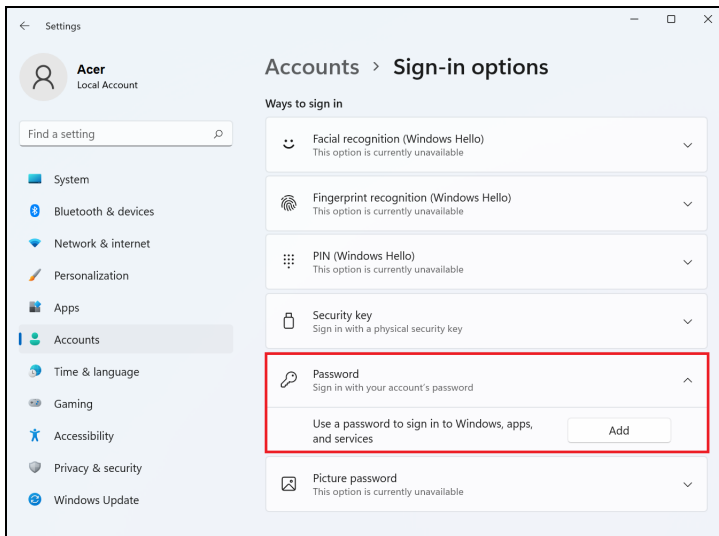 Settings
Acer
Local Account
Find a setting
System
Bluetooth & devices
Network & internet
Personalization
Apps
Accounts
Time & language
Gaming
Accessibility
Privacy & security
Windows Update
Accounts > Sign-in options
Ways to sign in
Facial recognition (Windows Hello)
This option is currently unavailable
Fingerprint recognition (Windows Hello)
This option is currently unavailable
PIN (Windows Hello)
This option is currently unavailable
Security key
Sign in with a physical security key
Password
Sign in with your account's password
Use a password to sign in to Windows, apps,
and services
Add
Picture password
This option is currently unavailable